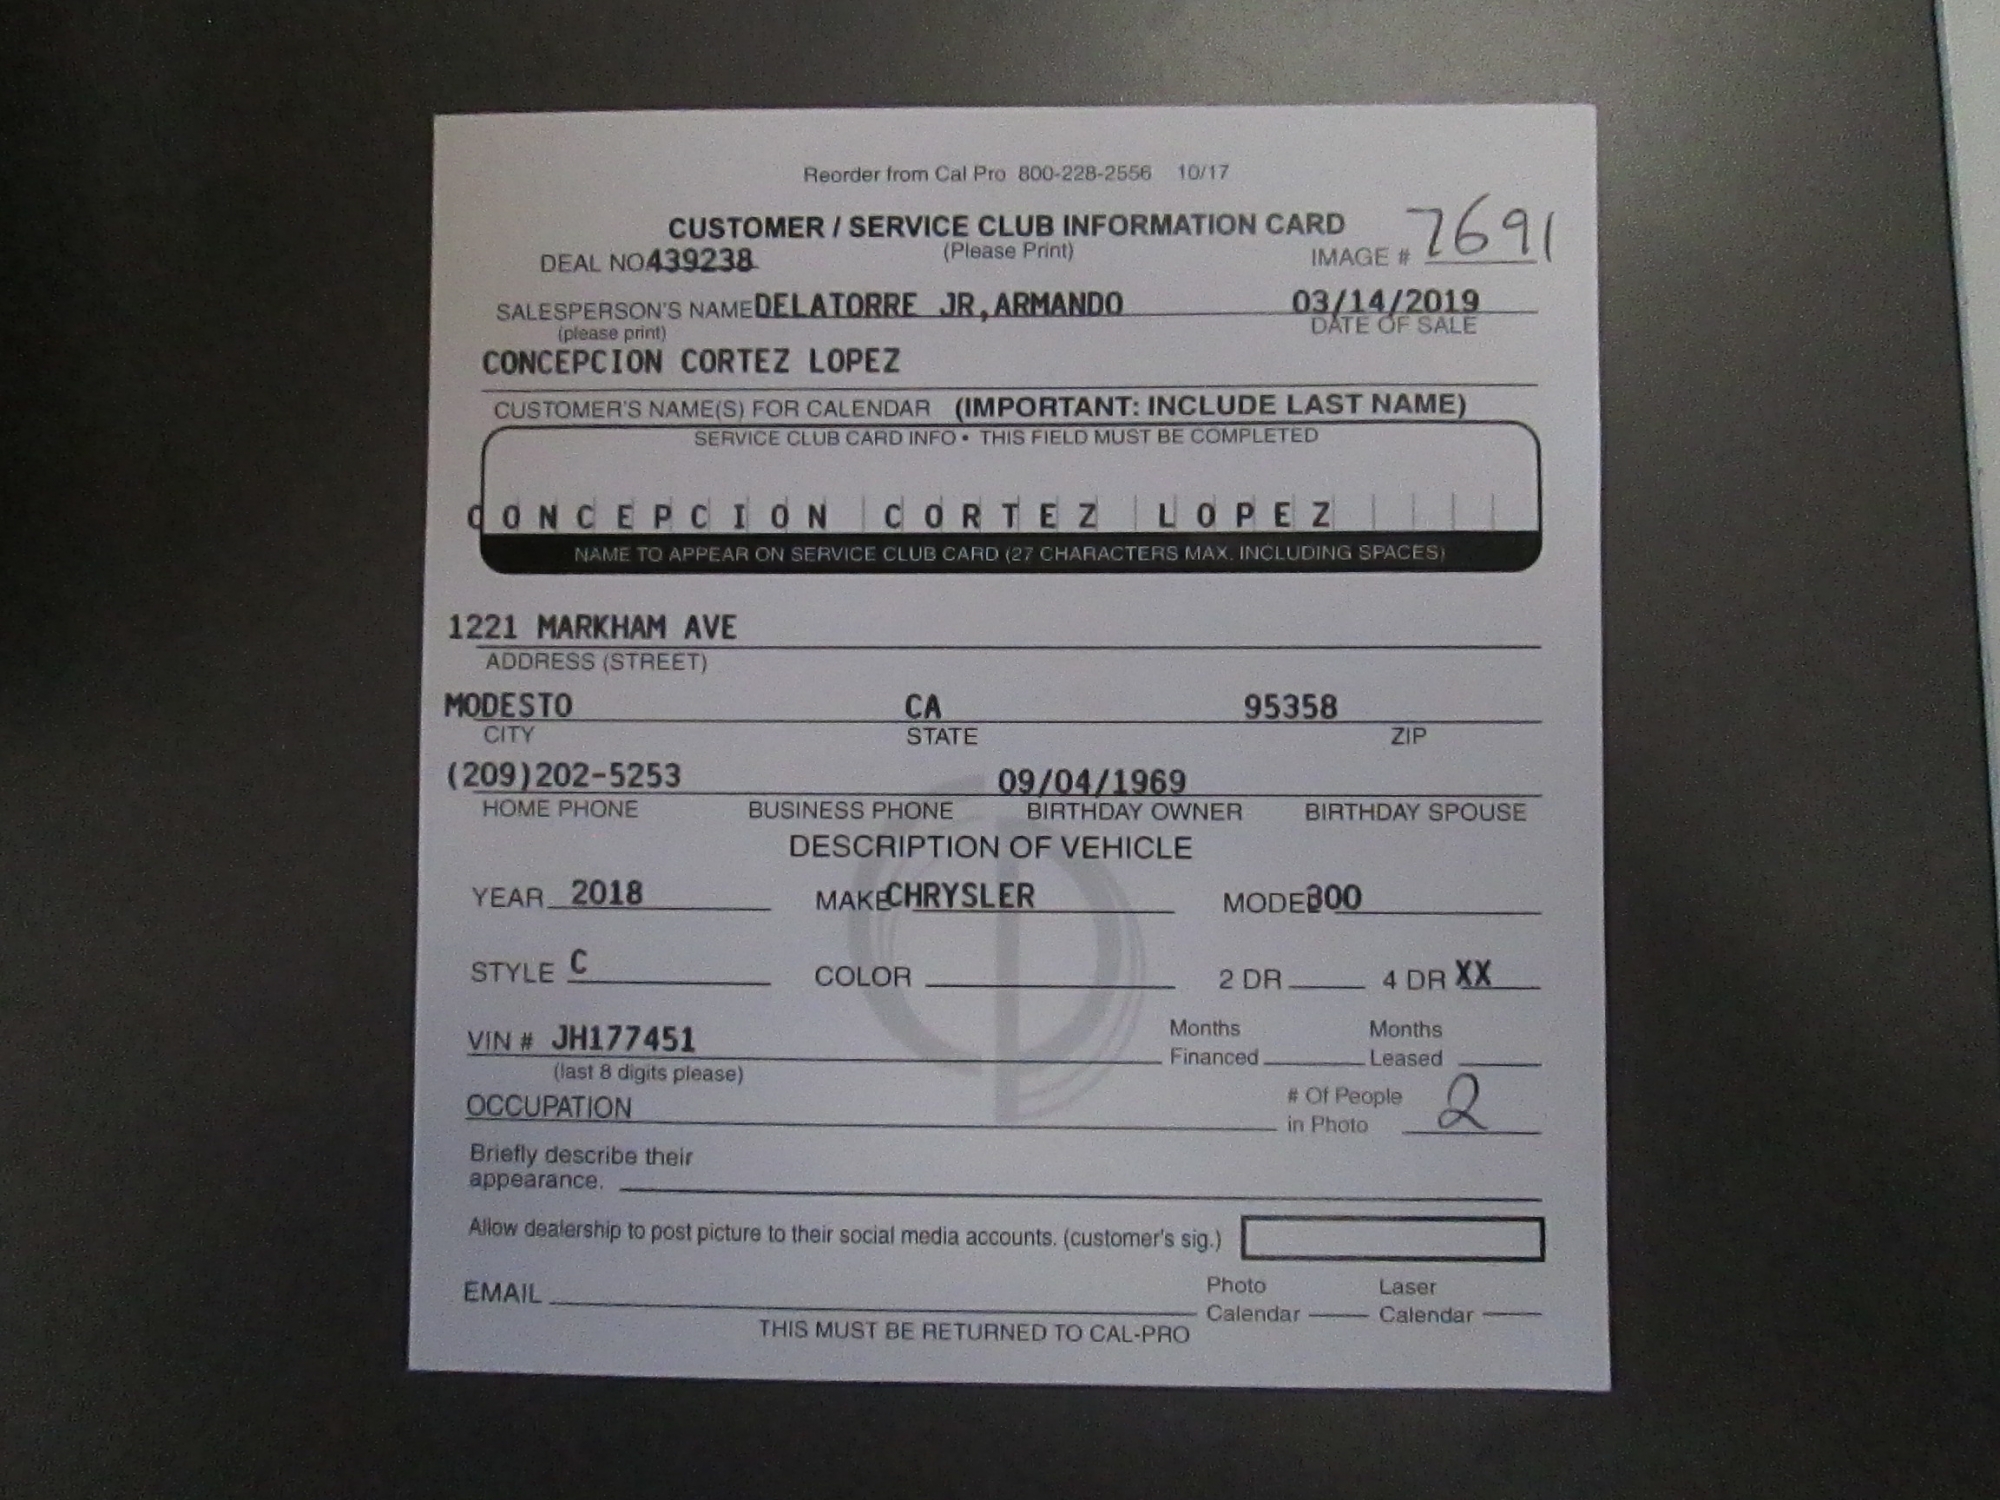 Reorder from Cal Pro 800-228-2556 10/17
CUSTOMER / SERVICE CLUB INFORMATION CARD
(Please Print)
DEAL NO 439238
IMAGE # 7691
SALESPERSON'S NAME DELATORRE JR,ARMANDO 03/14/2019
(please print) DATE OF SALE
CONCEPCION CORTEZ LOPEZ
CUSTOMER'S NAME(S) FOR CALENDAR (IMPORTANT: INCLUDE LAST NAME)
SERVICE CLUB CARD INFO • THIS FIELD MUST BE COMPLETED
CONCEPCION CORTEZ LOPEZ
NAME TO APPEAR ON SERVICE CLUB CARD (27 CHARACTERS MAX. INCLUDING SPACES)
1221 MARKHAM AVE
ADDRESS (STREET)
MODESTO CA 95358
CITY STATE ZIP
(209)202-5253 09/04/1969
HOME PHONE BUSINESS PHONE BIRTHDAY OWNER BIRTHDAY SPOUSE
DESCRIPTION OF VEHICLE
YEAR 2018 MAKE CHRYSLER MODEL 300
STYLE C COLOR 2 DR 4 DR XX
VIN # JH177451 Months Financed Months Leased
(last 8 digits please)
OCCUPATION # Of People in Photo 2
Briefly describe their
appearance.
Allow dealership to post picture to their social media accounts. (customer's sig.)
EMAIL Photo Calendar Laser Calendar
THIS MUST BE RETURNED TO CAL-PRO